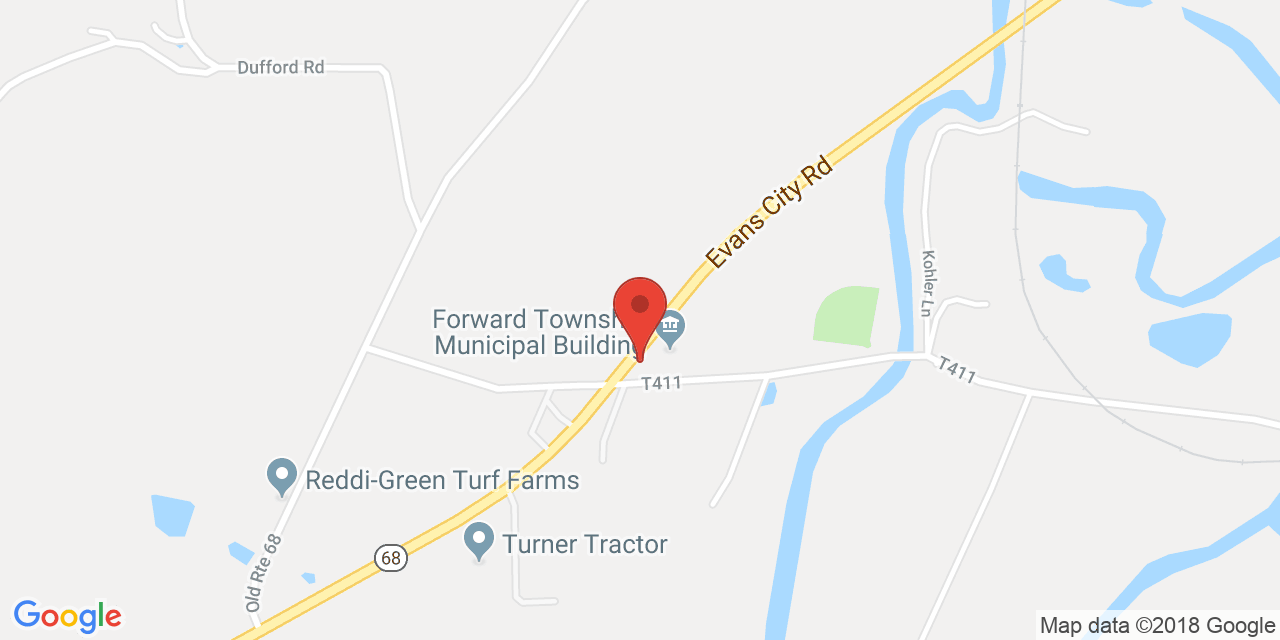 Dufford Rd
Evans City Rd
Kohler Ln
Forward Townsh
Municipal Building
T411
T411
Reddi-Green Turf Farms
Turner Tractor
68
Old Rte 68
Google
Map data ©2018 Google